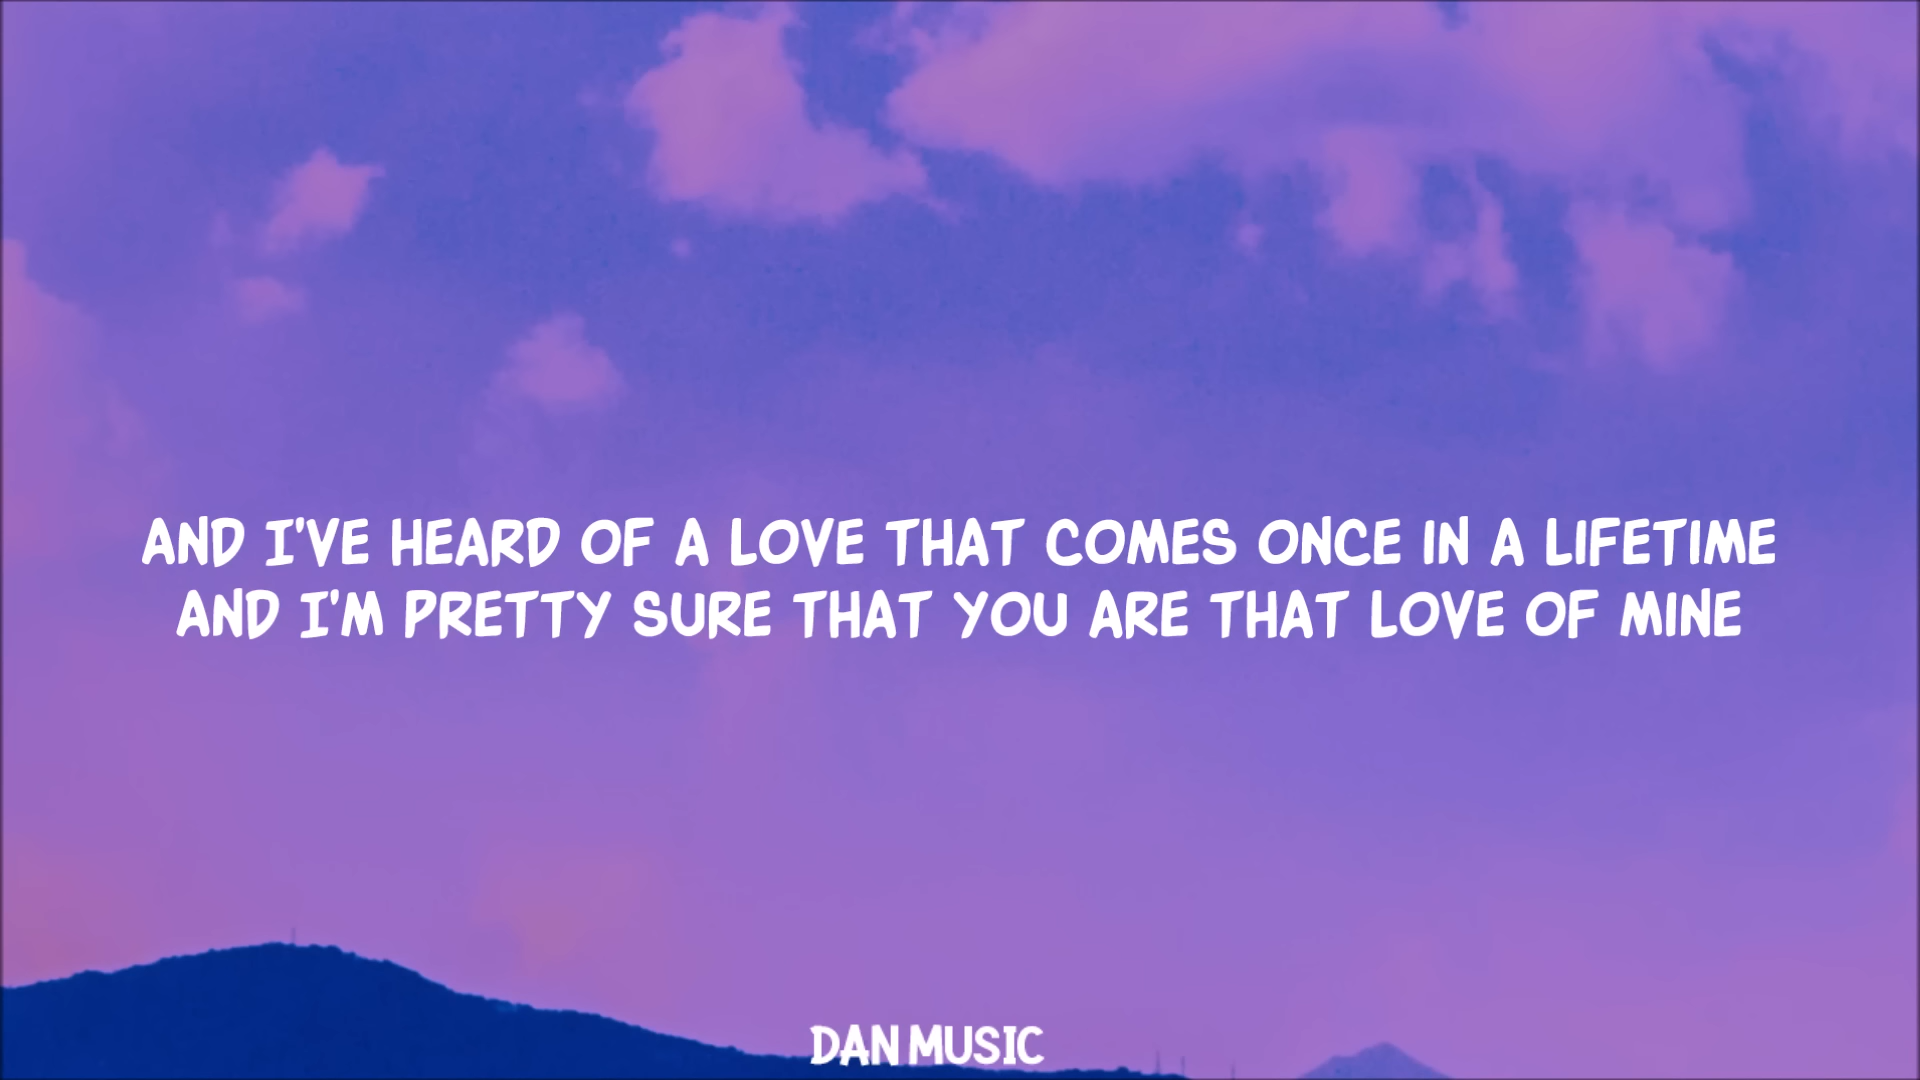 AND I'VE HEARD OF A LOVE THAT COMES ONCE IN A LIFETIME
AND I'M PRETTY SURE THAT YOU ARE THAT LOVE OF MINE
DAN MUSIC